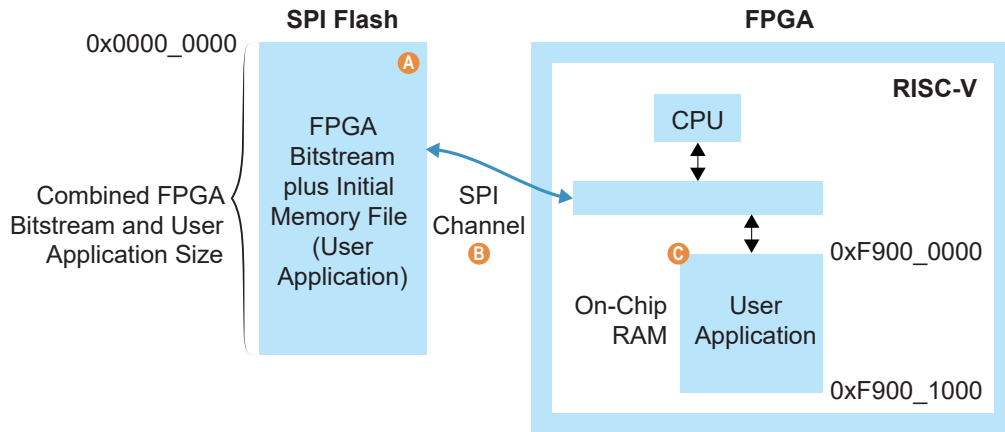 SPI Flash
FPGA
0x0000_0000
A
RISC-V
FPGA
Bitstream
plus Initial
Memory File
(User
Application)
Combined FPGA
Bitstream and User
Application Size
SPI
Channel
B
CPU
C
0xF900_0000
On-Chip
RAM
User
Application
0xF900_1000